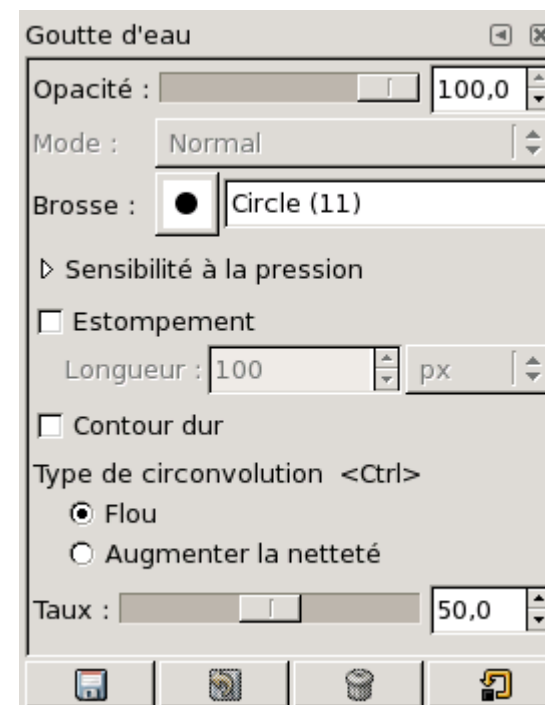 Goutte d'eau
Opacité : 100,0
Mode : Normal
Brosse : Circle (11)
Sensibilité à la pression
Estompement
Longueur : 100 px
Contour dur
Type de circonvolution <Ctrl>
Flou
Augmenter la netteté
Taux : 50,0